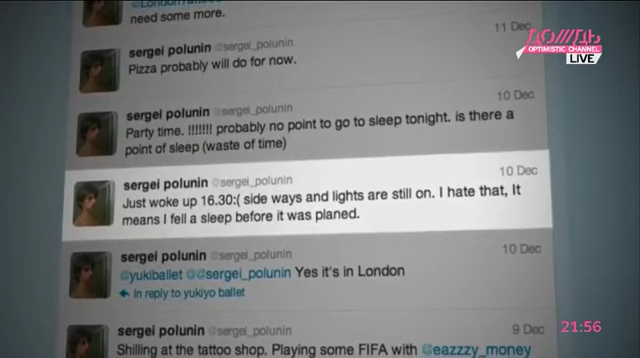 @London
need some more.
11 Dec
ДОЖДЬ
OPTIMISTIC CHANNEL
LIVE
sergei polunin @sergei_polunin
Pizza probably will do for now.
10 Dec
sergei polunin @sergei_polunin
Party time. !!!!!!! probably no point to go to sleep tonight. is there a
point of sleep (waste of time)
10 Dec
sergei polunin @sergei_polunin
Just woke up 16.30:( side ways and lights are still on. I hate that, It
means I fell a sleep before it was planed.
10 Dec
sergei polunin @sergei_polunin
@yukiballet @@sergei_polunin Yes it's in London
In reply to yukiyo ballet
9 Dec
sergei polunin @sergei_polunin
Shilling at the tattoo shop. Playing some FIFA with @eazzzy_money
21:56